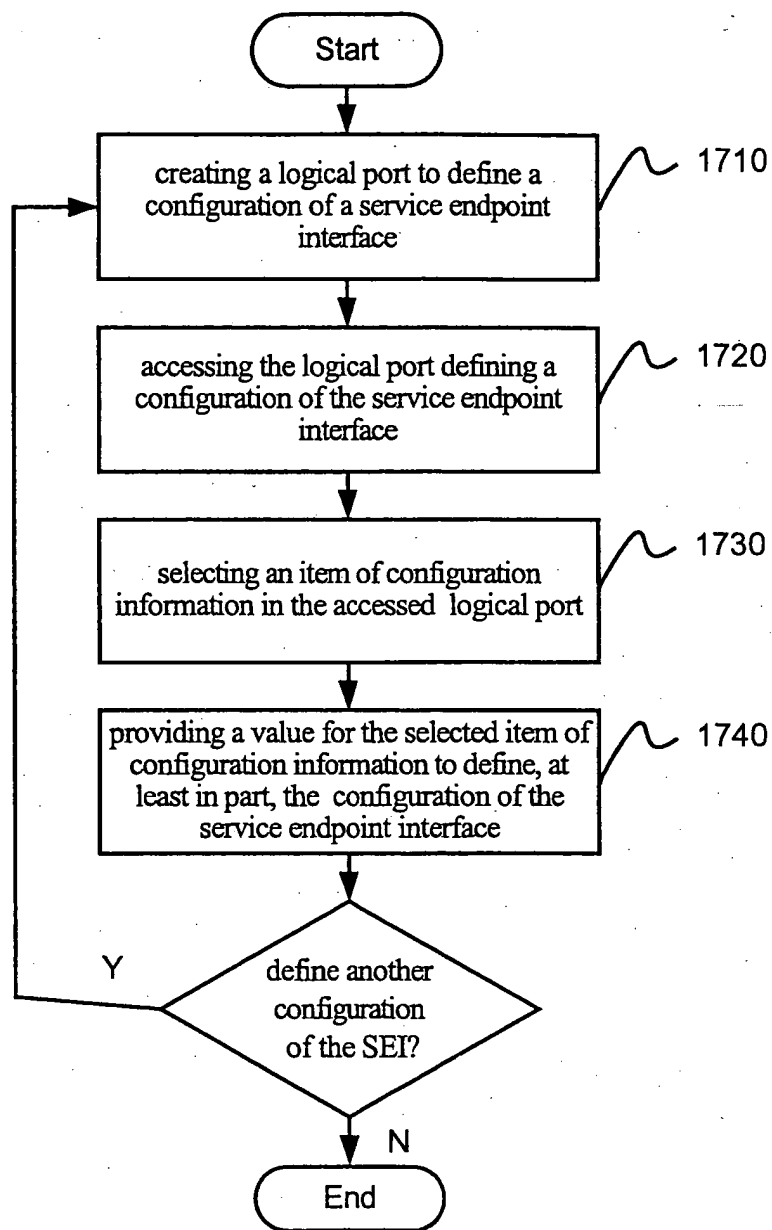 Start
creating a logical port to define a
configuration of a service endpoint
interface
1710
accessing the logical port defining a
configuration of the service endpoint
interface
1720
selecting an item of configuration
information in the accessed logical port
1730
providing a value for the selected item of
configuration information to define, at
least in part, the configuration of the
service endpoint interface
1740
Y
define another
configuration
of the SEI?
N
End